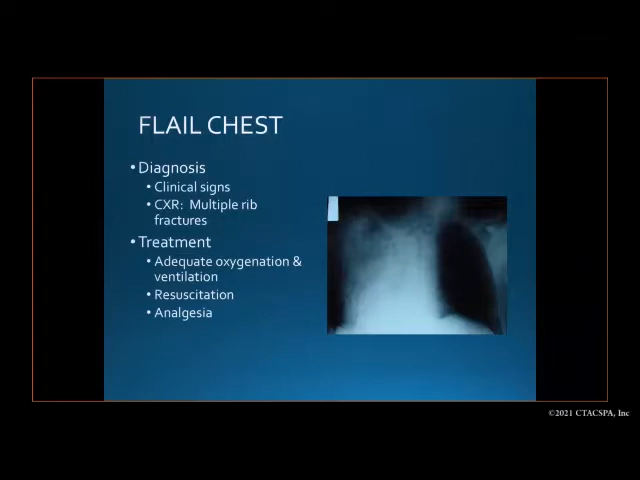 FLAIL CHEST
• Diagnosis
• Clinical signs
• CXR: Multiple rib
fractures
• Treatment
• Adequate oxygenation &
ventilation
• Resuscitation
• Analgesia
©2021 CTACSPA, Inc